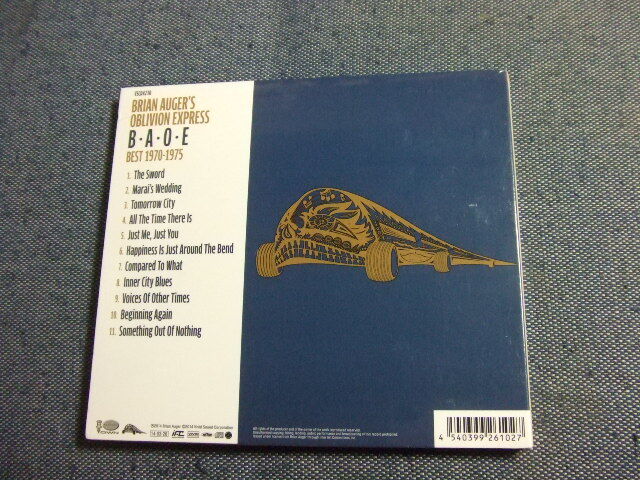 BRIAN AUGER'S
OBLIVION EXPRESS
B·A·O·E
BEST 1970-1975
1. The Sword
2. Marai's Wedding
3. Tomorrow City
4. All The Time There Is
5. Just Me, Just You
6. Happiness Is Just Around The Bend
7. Compared To What
8. Inner City Blues
9. Voices Of Other Times
10. Beginning Again
11. Something Out Of Nothing
4 540399 261027